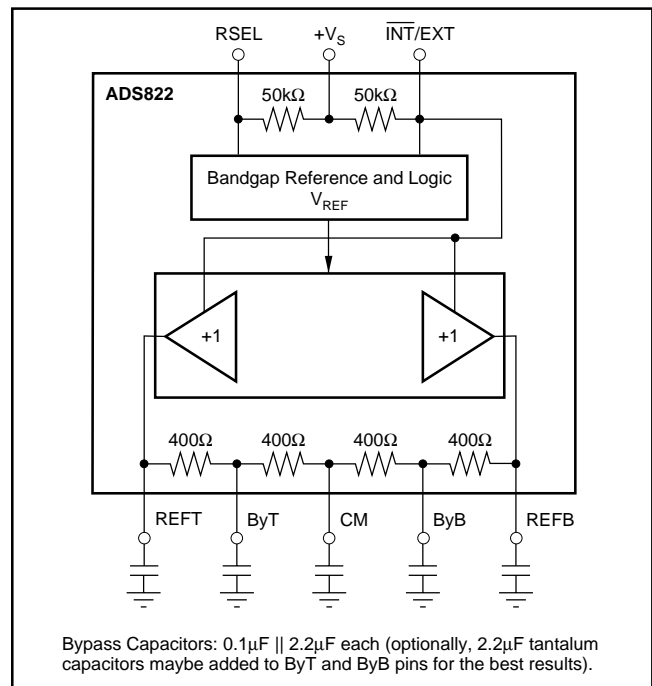 RSEL +V_S INT/EXT
ADS822
50kΩ 50kΩ
Bandgap Reference and Logic
V_REF
+1 +1
400Ω 400Ω 400Ω 400Ω
REFT ByT CM ByB REFB
Bypass Capacitors: 0.1µF || 2.2µF each (optionally, 2.2µF tantalum
capacitors maybe added to ByT and ByB pins for the best results).